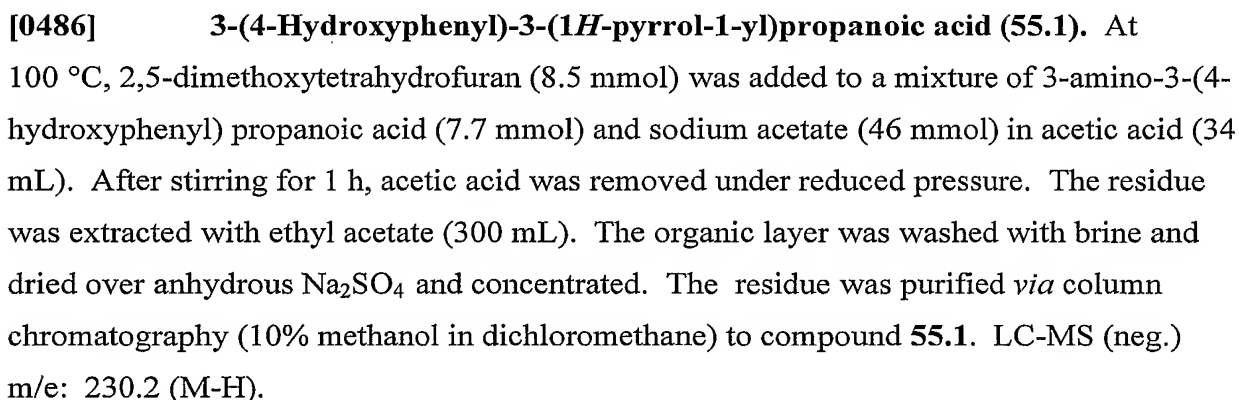 [0486] 3-(4-Hydroxyphenyl)-3-(1H-pyrrol-1-yl)propanoic acid (55.1). At
100 °C, 2,5-dimethoxytetrahydrofuran (8.5 mmol) was added to a mixture of 3-amino-3-(4-
hydroxyphenyl) propanoic acid (7.7 mmol) and sodium acetate (46 mmol) in acetic acid (34
mL). After stirring for 1 h, acetic acid was removed under reduced pressure. The residue
was extracted with ethyl acetate (300 mL). The organic layer was washed with brine and
dried over anhydrous Na₂SO₄ and concentrated. The residue was purified via column
chromatography (10% methanol in dichloromethane) to compound 55.1. LC-MS (neg.)
m/e: 230.2 (M-H).